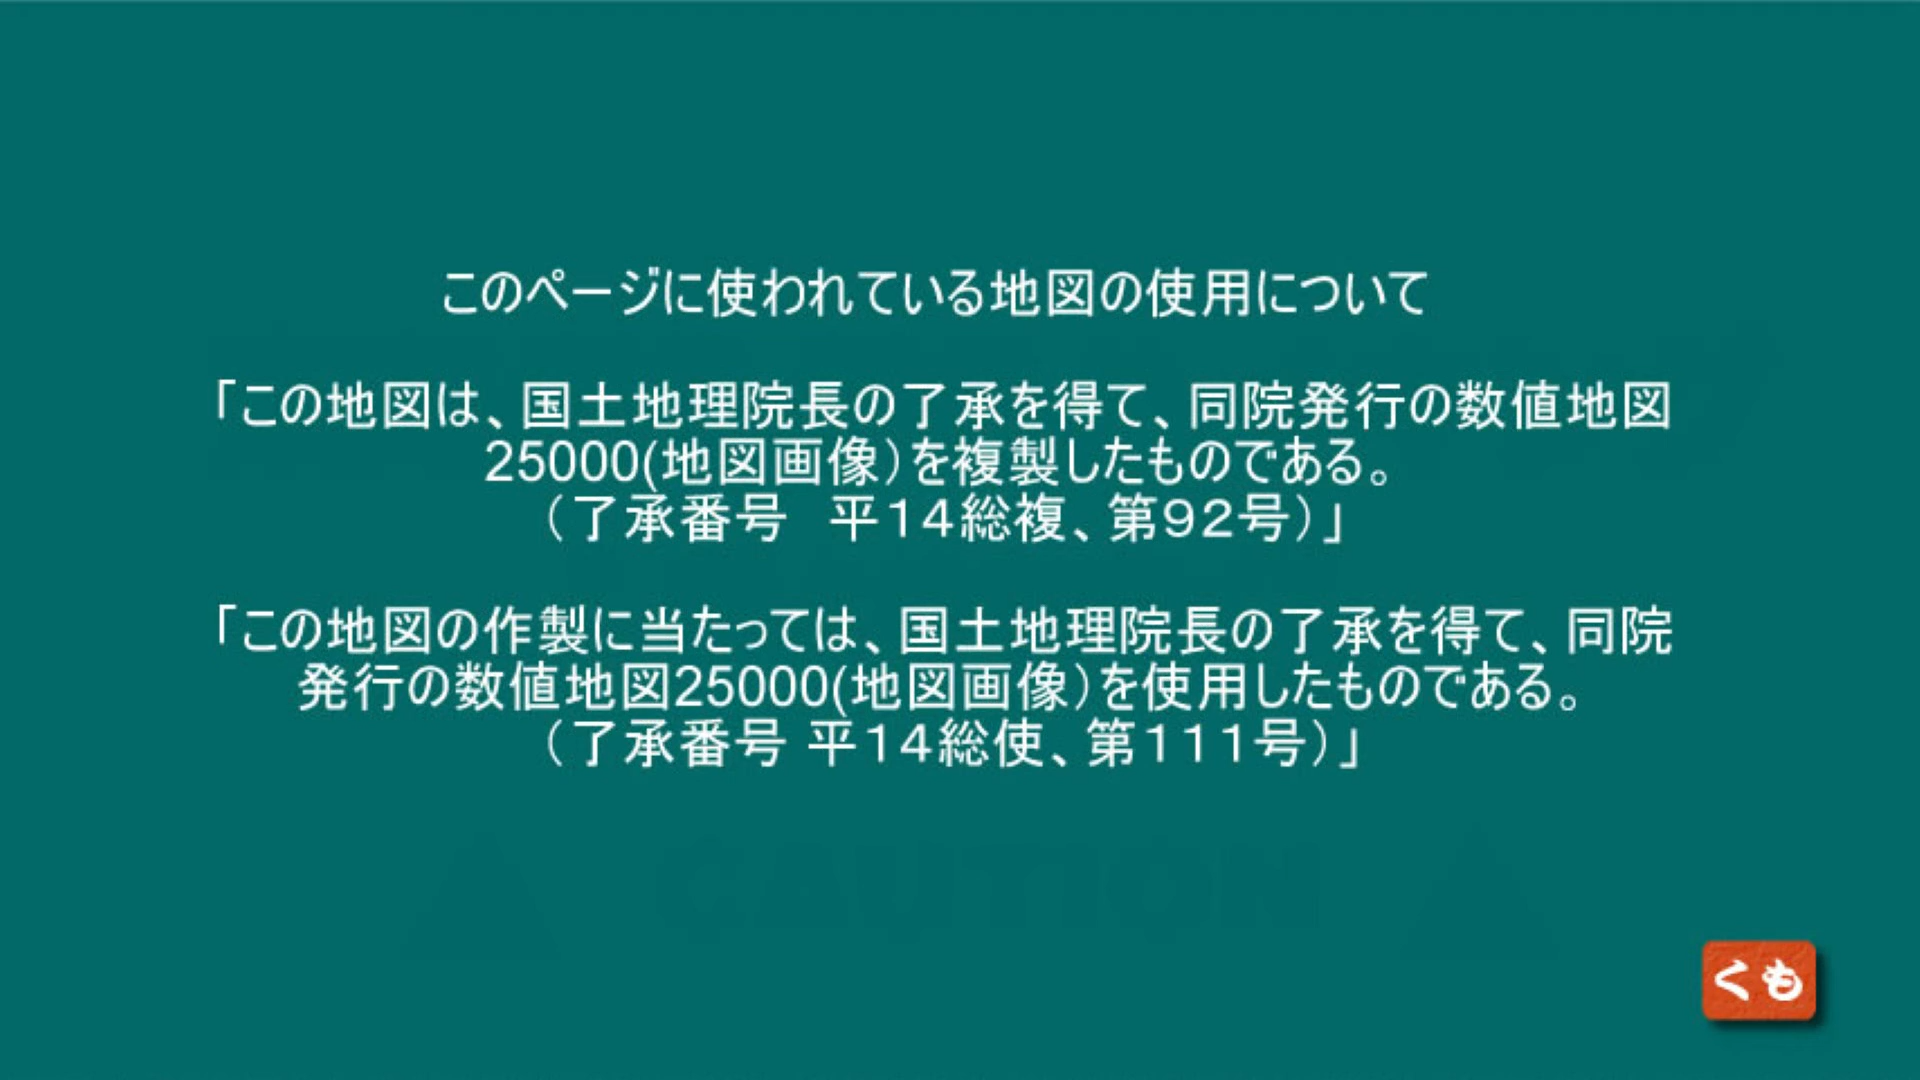 このページに使われている地図の使用について
「この地図は、国土地理院長の了承を得て、同院発行の数値地図
25000(地図画像）を複製したものである。
（了承番号　平１４総複、第９２号）」
「この地図の作製に当たっては、国土地理院長の了承を得て、同院
発行の数値地図25000(地図画像）を使用したものである。
（了承番号 平１４総使、第１１１号）」
くも